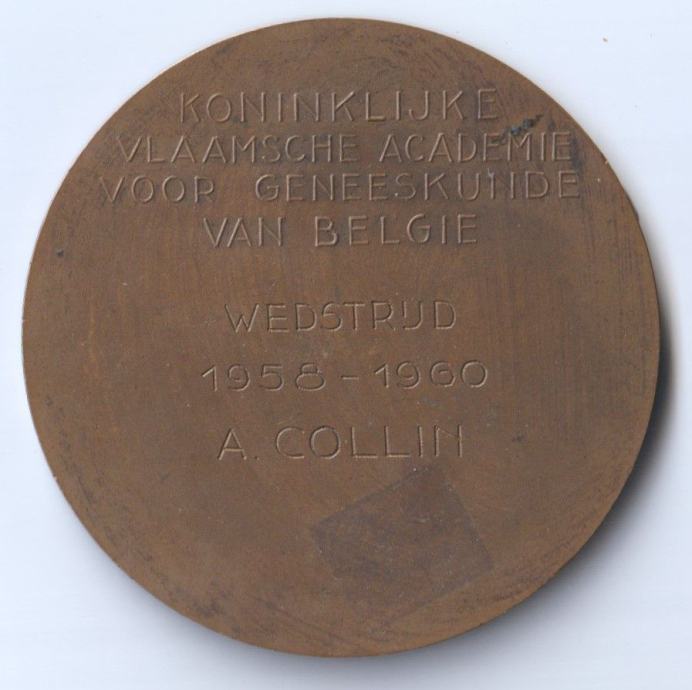 KONINKLIJKE
VLAAMSCHE ACADEMIE
VOOR GENEESKUNDE
VAN BELGIE
WEDSTRIJD
1958-1960
A. COLLIN